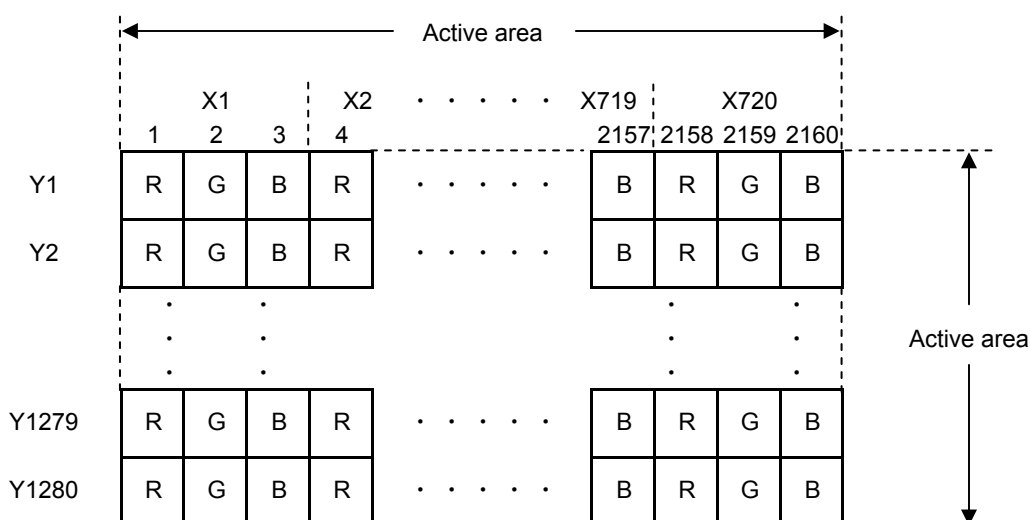 Active area
X1 X2 · · · · · X719 X720
1 2 3 4 2157 2158 2159 2160
Y1 R G B R · · · · · B R G B
Y2 R G B R · · · · · B R G B
Active area
Y1279 R G B R · · · · · B R G B
Y1280 R G B R · · · · · B R G B